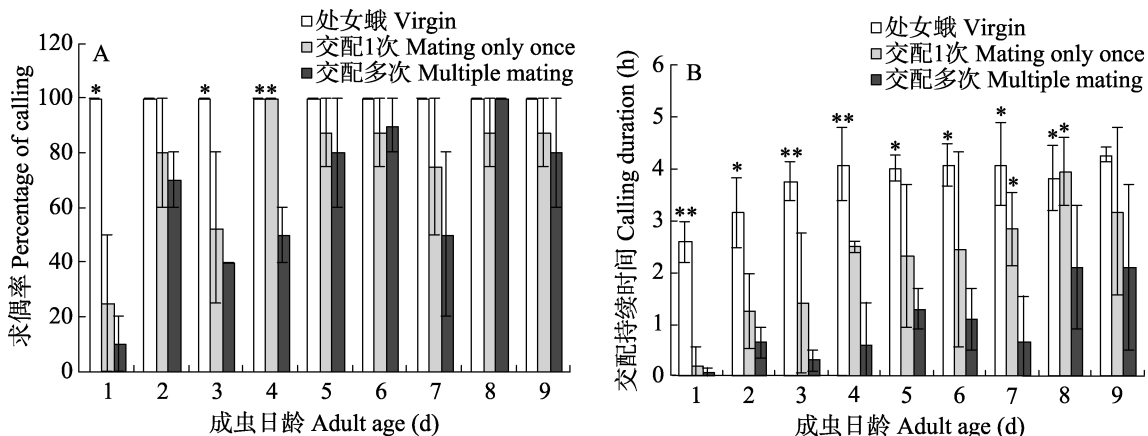 A
处女蛾 Virgin
交配1次 Mating only once
交配多次 Multiple mating
求偶率 Percentage of calling
120
100
80
60
40
20
0
*
*
**
1 2 3 4 5 6 7 8 9
成虫日龄 Adult age (d)
B
处女蛾 Virgin
交配1次 Mating only once
交配多次 Multiple mating
交配持续时间 Calling duration (h)
6
5
4
3
2
1
0
**
*
**
**
*
*
*
*
*
*
1 2 3 4 5 6 7 8 9
成虫日龄 Adult age (d)